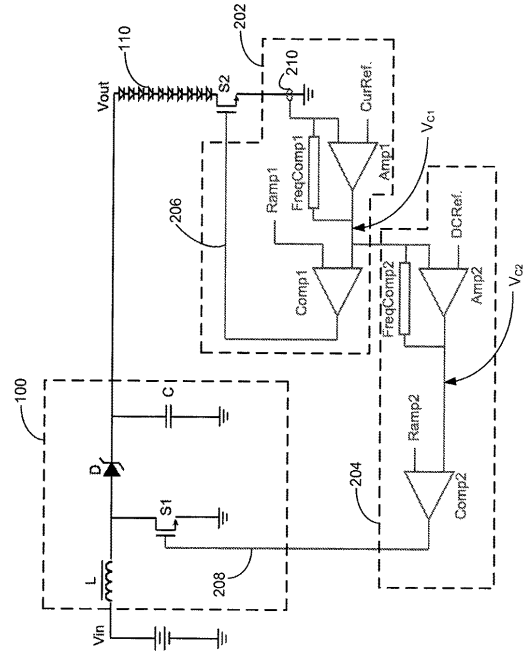 100
Vin
L
D
S1
C
208
Vout
110
S2
202
210
206
Ramp1
FreqComp1
CurRef.
Amp1
Comp1
VC1
204
Ramp2
Comp2
FreqComp2
DCRef.
Amp2
VC2